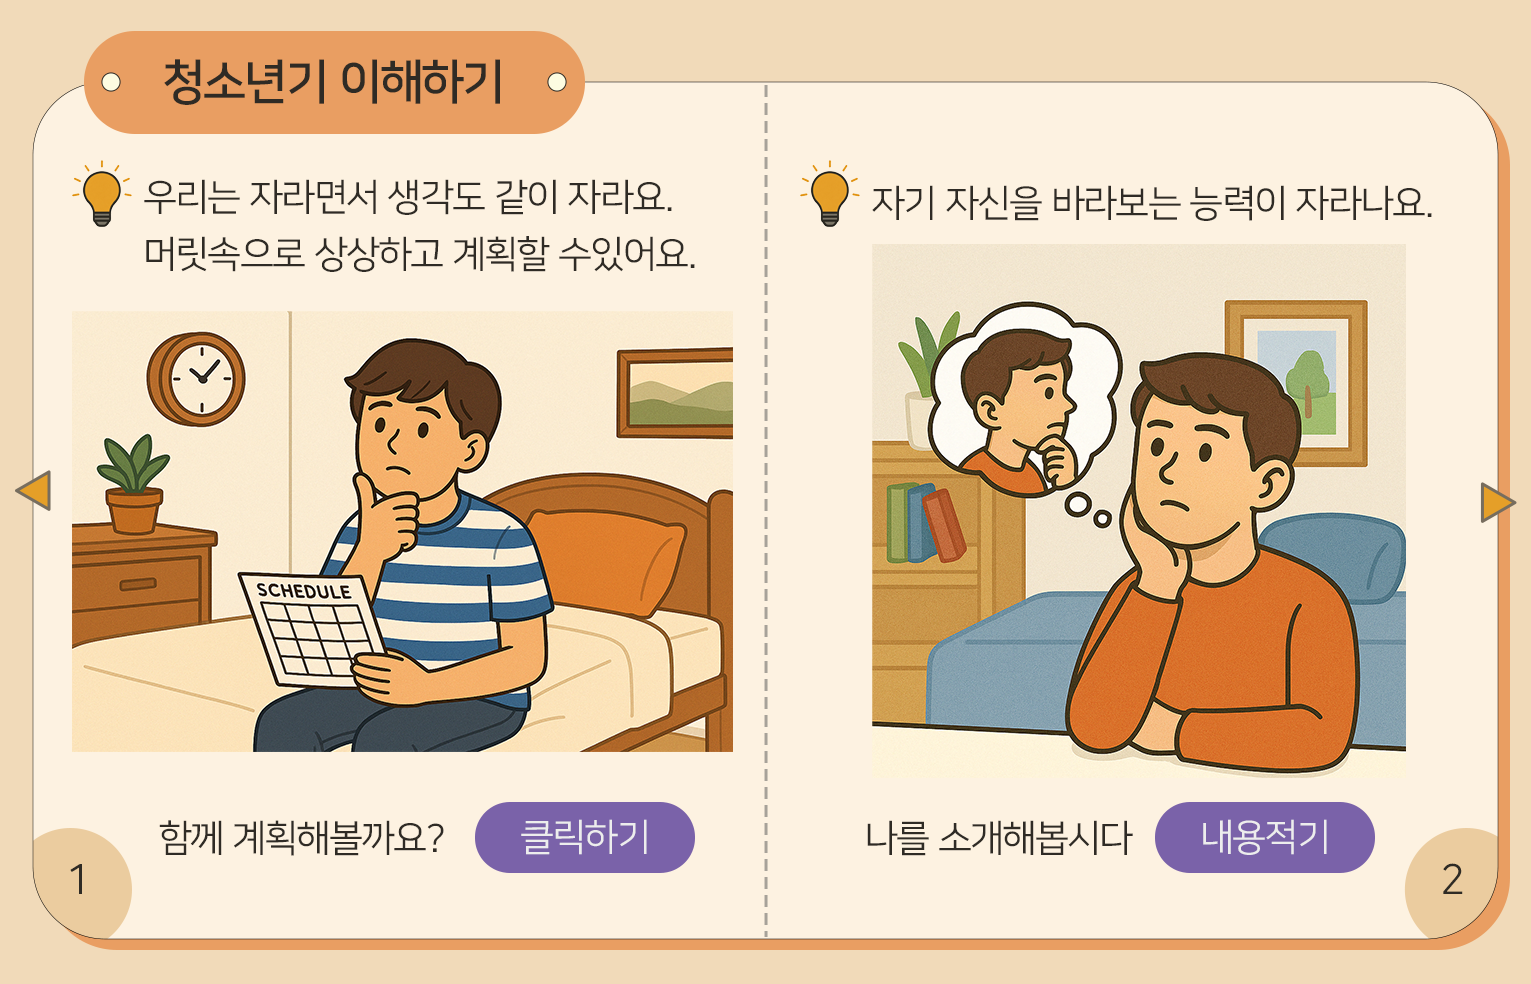 청소년기 이해하기
우리는 자라면서 생각도 같이 자라요.
머릿속으로 상상하고 계획할 수있어요.
SCHEDULE
함께 계획해볼까요?
클릭하기
1
자기 자신을 바라보는 능력이 자라나요.
나를 소개해봅시다
내용적기
2